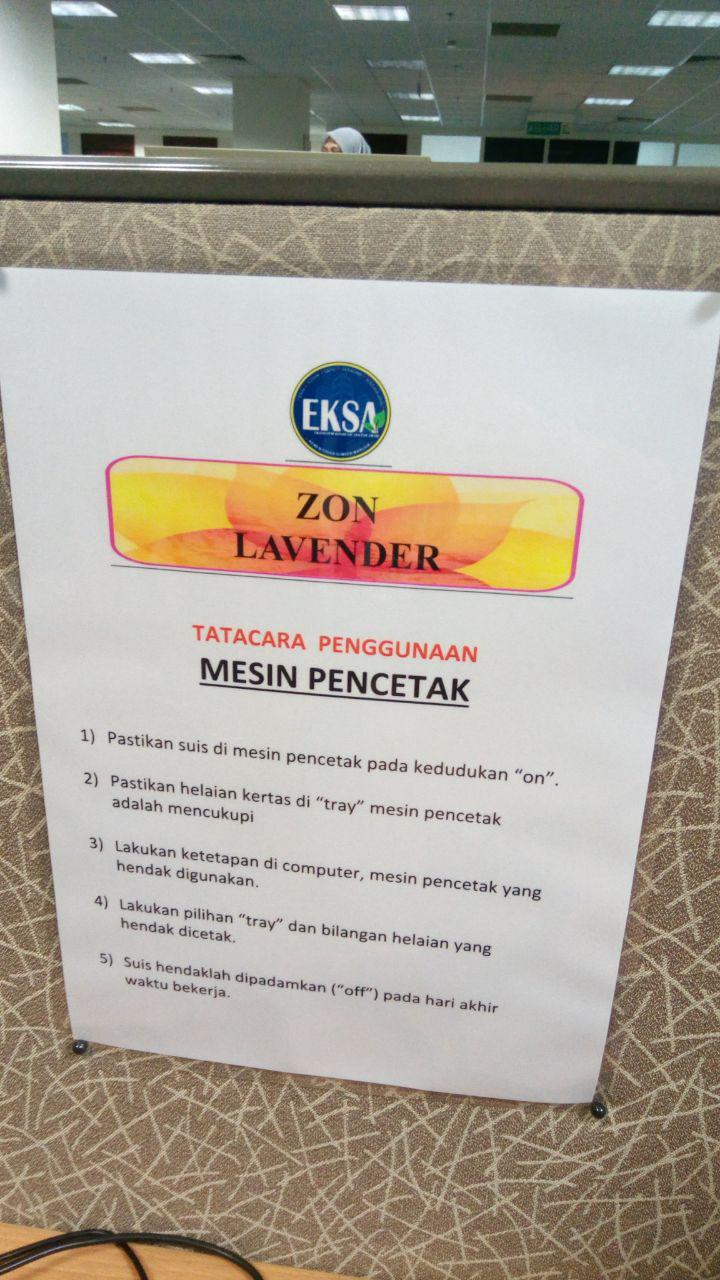 EKSA
ZON
LAVENDER
TATACARA PENGGUNAAN
MESIN PENCETAK
1) Pastikan suis di mesin pencetak pada kedudukan “on”.
2) Pastikan helaian kertas di “tray” mesin pencetak
adalah mencukupi
3) Lakukan ketetapan di computer, mesin pencetak yang
hendak digunakan.
4) Lakukan pilihan “tray” dan bilangan helaian yang
hendak dicetak.
5) Suis hendaklah dipadamkan (“off”) pada hari akhir
waktu bekerja.